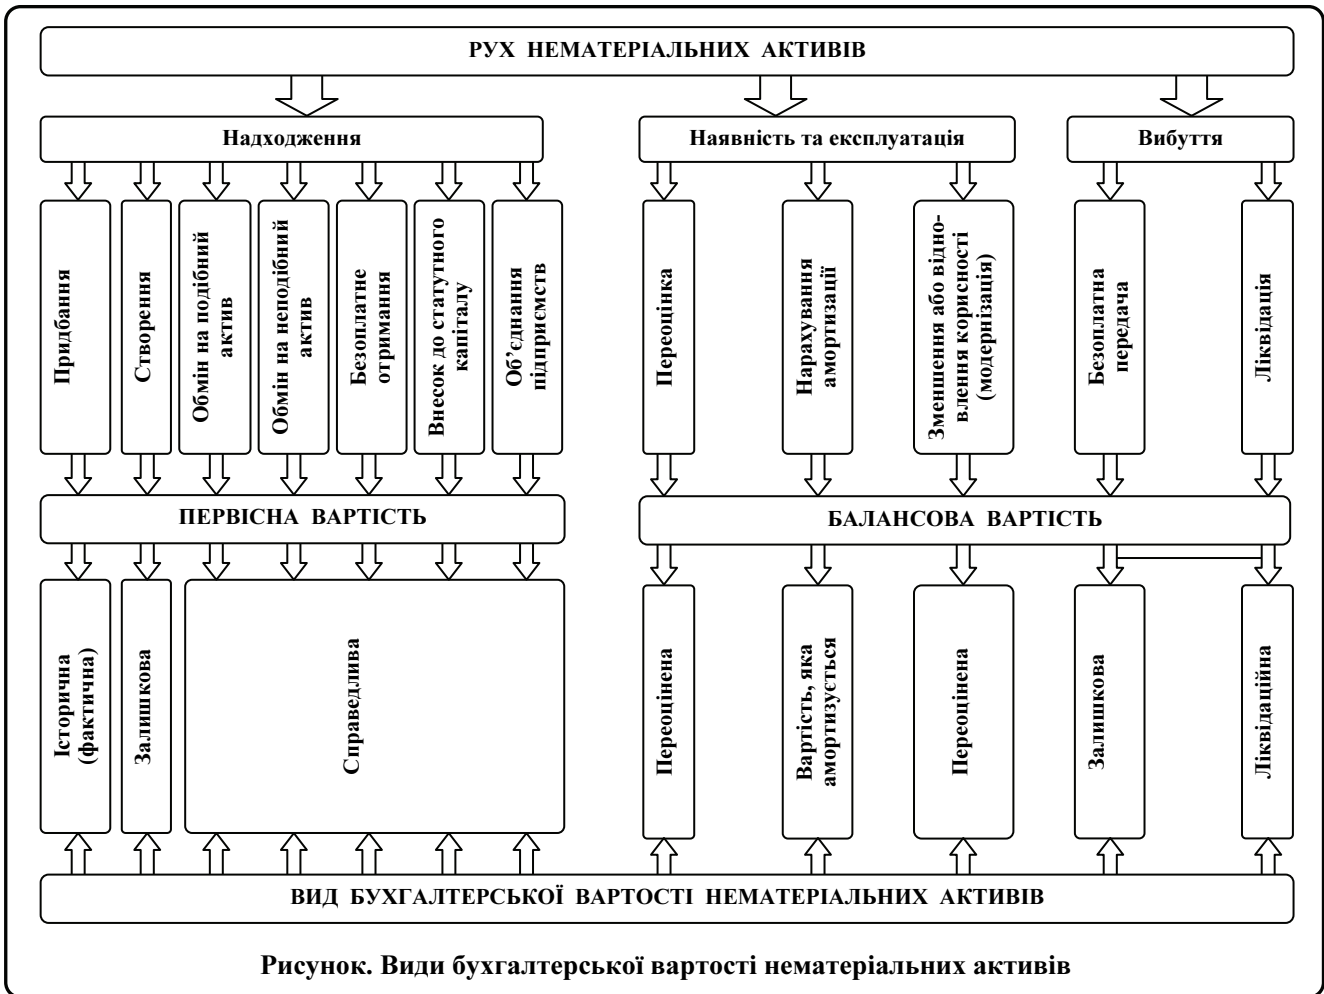 РУХ НЕМАТЕРІАЛЬНИХ АКТИВІВ
Надходження
Наявність та експлуатація
Вибуття
Придбання
Створення
Обмін на подібний
актив
Обмін на неподібний
актив
Безоплатне
отримання
Внесок до статутного
капіталу
Об’єднання
підприємств
Переоцінка
Нарахування
амортизації
Зменшення або відно-
влення корисності
(модернізація)
Безоплатна
передача
Ліквідація
ПЕРВІСНА ВАРТІСТЬ
БАЛАНСОВА ВАРТІСТЬ
Історична
(фактична)
Залишкова
Справедлива
Переоцінена
Вартість, яка
амортизується
Переоцінена
Залишкова
Ліквідаційна
ВИД БУХГАЛТЕРСЬКОЇ ВАРТОСТІ НЕМАТЕРІАЛЬНИХ АКТИВІВ
Рисунок. Види бухгалтерської вартості нематеріальних активів